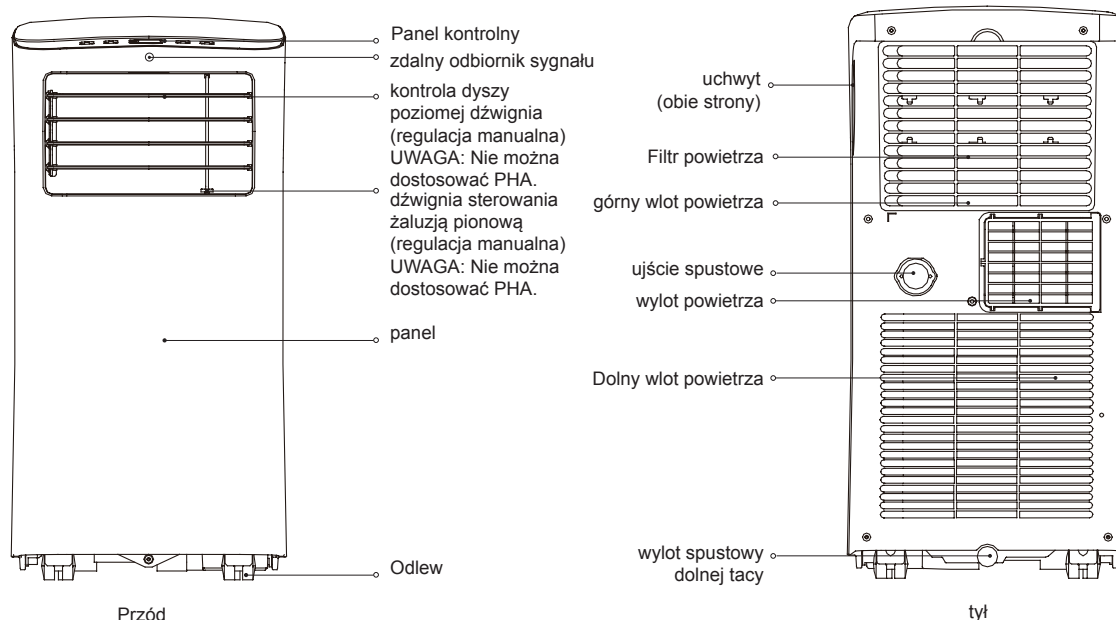 Panel kontrolny
zdalny odbiornik sygnału
kontrola dyszy
poziomej dźwignia
(regulacja manualna)
UWAGA: Nie można
dostosować PHA.
dźwignia sterowania
żaluzją pionową
(regulacja manualna)
UWAGA: Nie można
dostosować PHA.
panel
Odlew
Przód
uchwyt
(obie strony)
Filtr powietrza
górny wlot powietrza
ujście spustowe
wylot powietrza
Dolny wlot powietrza
wylot spustowy
dolnej tacy
tył